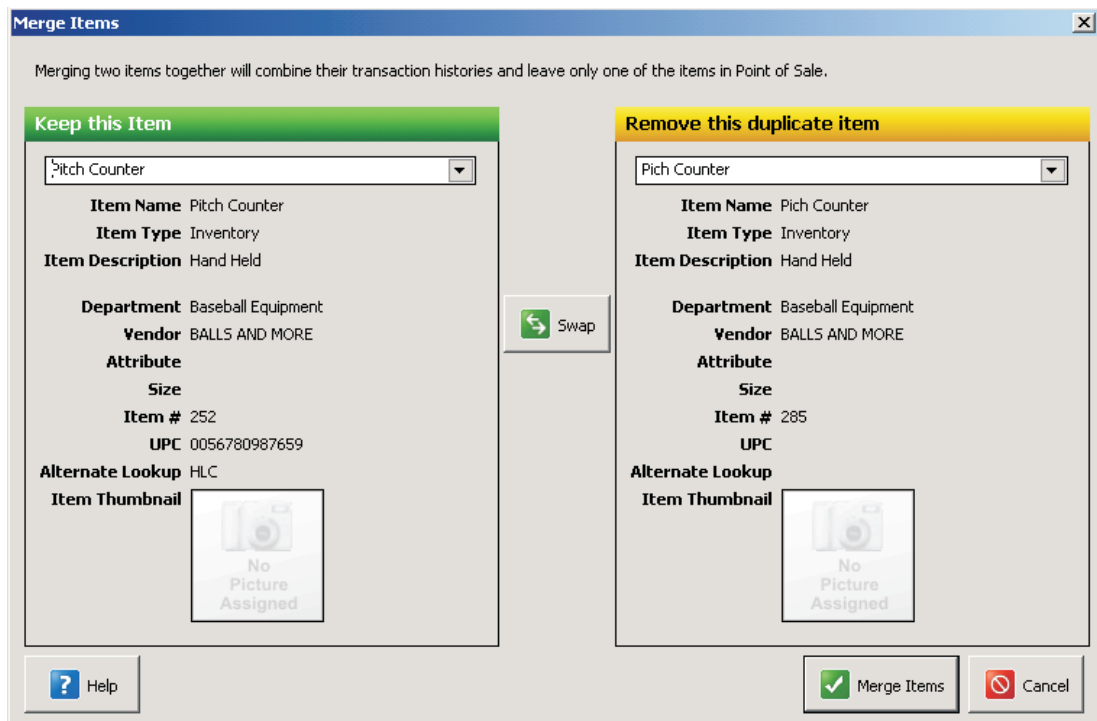 Merge Items
Merging two items together will combine their transaction histories and leave only one of the items in Point of Sale.
Keep this Item
Pitch Counter
Item Name Pitch Counter
Item Type Inventory
Item Description Hand Held
Department Baseball Equipment
Vendor BALLS AND MORE
Attribute
Size
Item # 252
UPC 0056780987659
Alternate Lookup HLC
Item Thumbnail
No
Picture
Assigned
Swap
Remove this duplicate item
Pich Counter
Item Name Pich Counter
Item Type Inventory
Item Description Hand Held
Department Baseball Equipment
Vendor BALLS AND MORE
Attribute
Size
Item # 285
UPC
Alternate Lookup
Item Thumbnail
No
Picture
Assigned
Help
Merge Items
Cancel